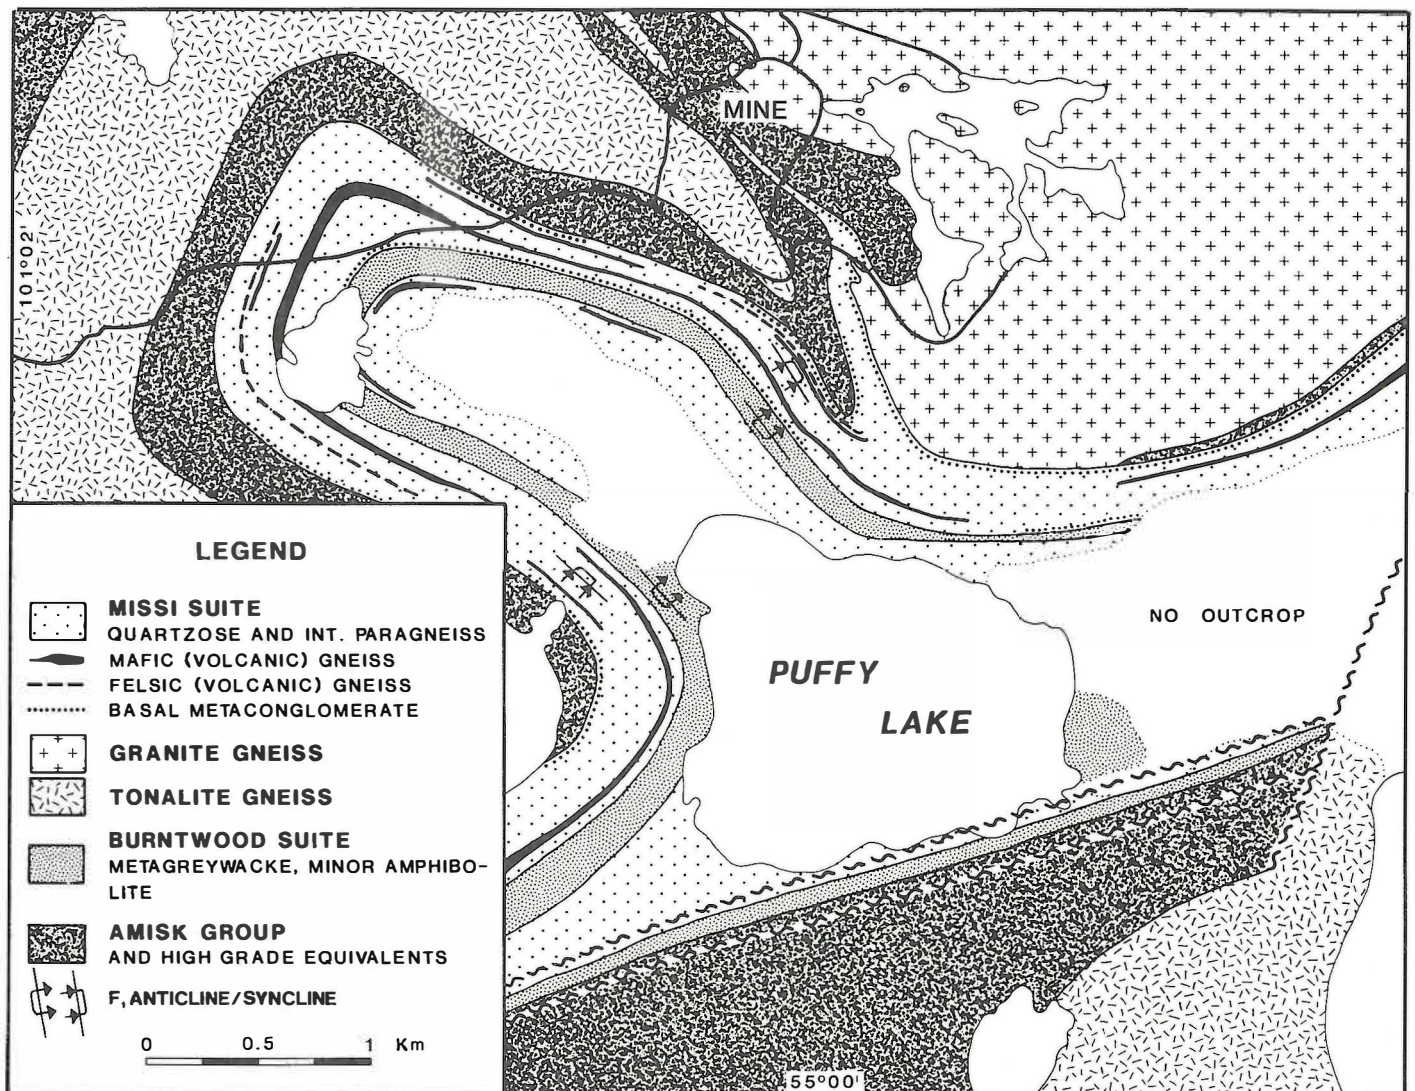 MINE
101°02'
LEGEND
MISSI SUITE
QUARTZOSE AND INT. PARAGNEISS
MAFIC (VOLCANIC) GNEISS
FELSIC (VOLCANIC) GNEISS
BASAL METACONGLOMERATE
GRANITE GNEISS
TONALITE GNEISS
BURNTWOOD SUITE
METAGREYWACKE, MINOR AMPHIBO-
LITE
AMISK GROUP
AND HIGH GRADE EQUIVALENTS
F, ANTICLINE/SYNCLINE
0 0.5 1 Km
NO OUTCROP
PUFFY
LAKE
55°00'